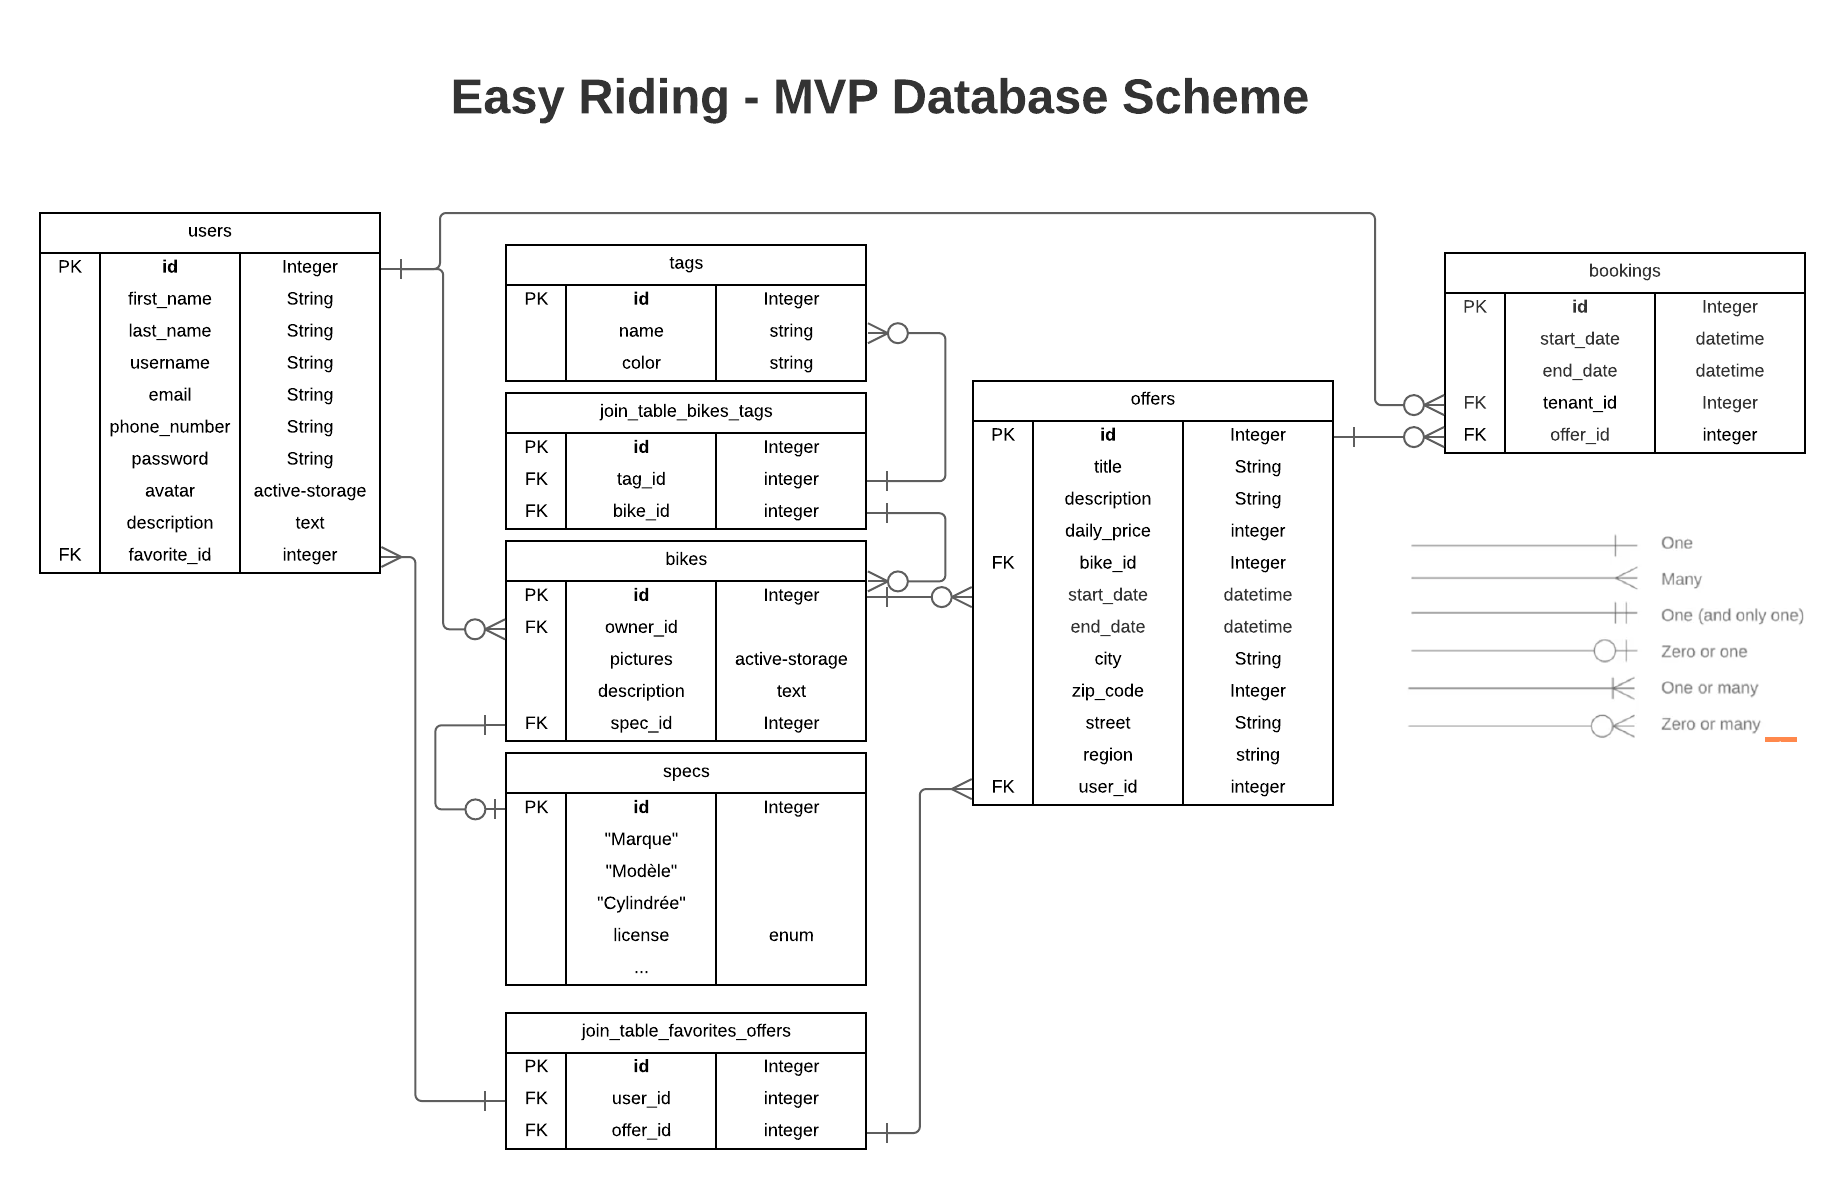 Easy Riding - MVP Database Scheme
users
PK id Integer
first_name String
last_name String
username String
email String
phone_number String
password String
avatar active-storage
description text
FK favorite_id integer
tags
PK id Integer
name string
color string
join_table_bikes_tags
PK id Integer
FK tag_id integer
FK bike_id integer
bikes
PK id Integer
FK owner_id
pictures active-storage
description text
FK spec_id Integer
specs
PK id Integer
"Marque"
"Modèle"
"Cylindrée"
license enum
...
join_table_favorites_offers
PK id Integer
FK user_id integer
FK offer_id integer
offers
PK id Integer
title String
description String
daily_price integer
FK bike_id Integer
start_date datetime
end_date datetime
city String
zip_code Integer
street String
region string
FK user_id integer
bookings
PK id Integer
start_date datetime
end_date datetime
FK tenant_id Integer
FK offer_id integer
One
Many
One (and only one)
Zero or one
One or many
Zero or many